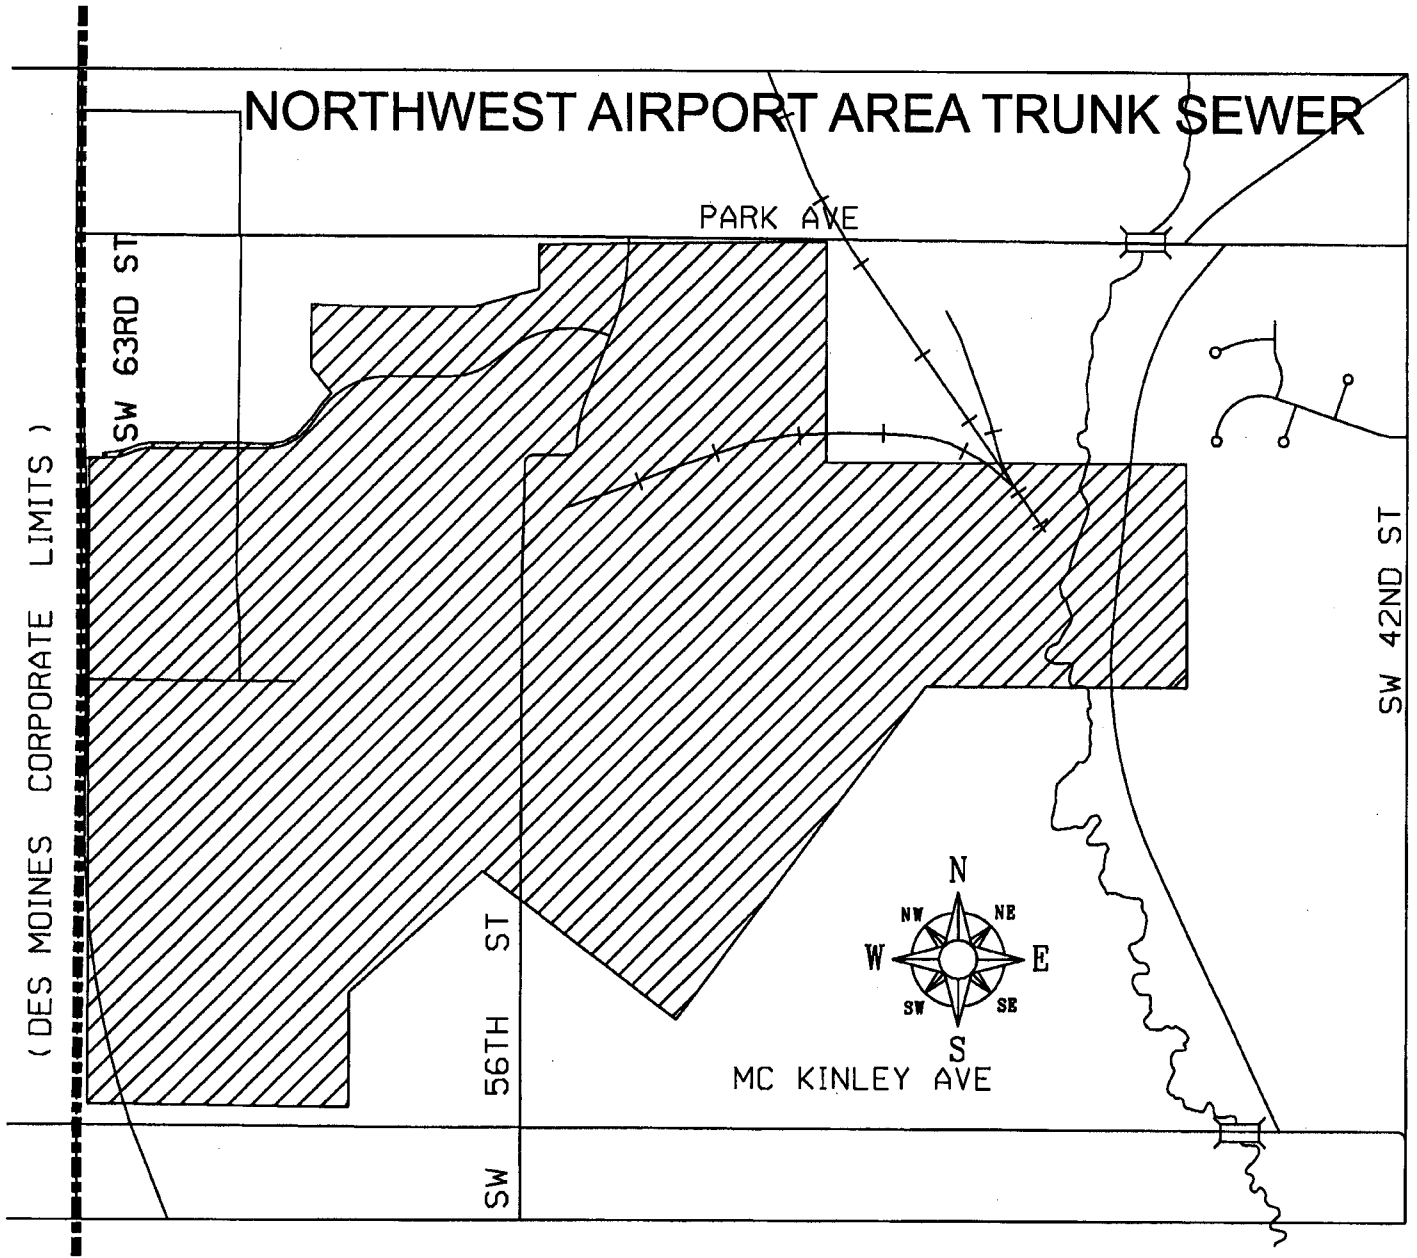 NORTHWEST AIRPORT AREA TRUNK SEWER
PARK AVE
SW 63RD ST
(DES MOINES CORPORATE LIMITS)
SW 42ND ST
SW 56TH ST
N
NW NE
W E
SW SE
S
MC KINLEY AVE